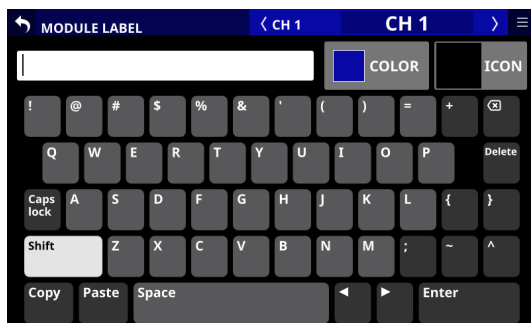 MODULE LABEL CH 1 CH 1
COLOR ICON
! @ # $ % & ' ( ) = +
Q W E R T Y U I O P Delete
Caps lock A S D F G H J K L { }
Shift Z X C V B N M ; ~ ^
Copy Paste Space Enter